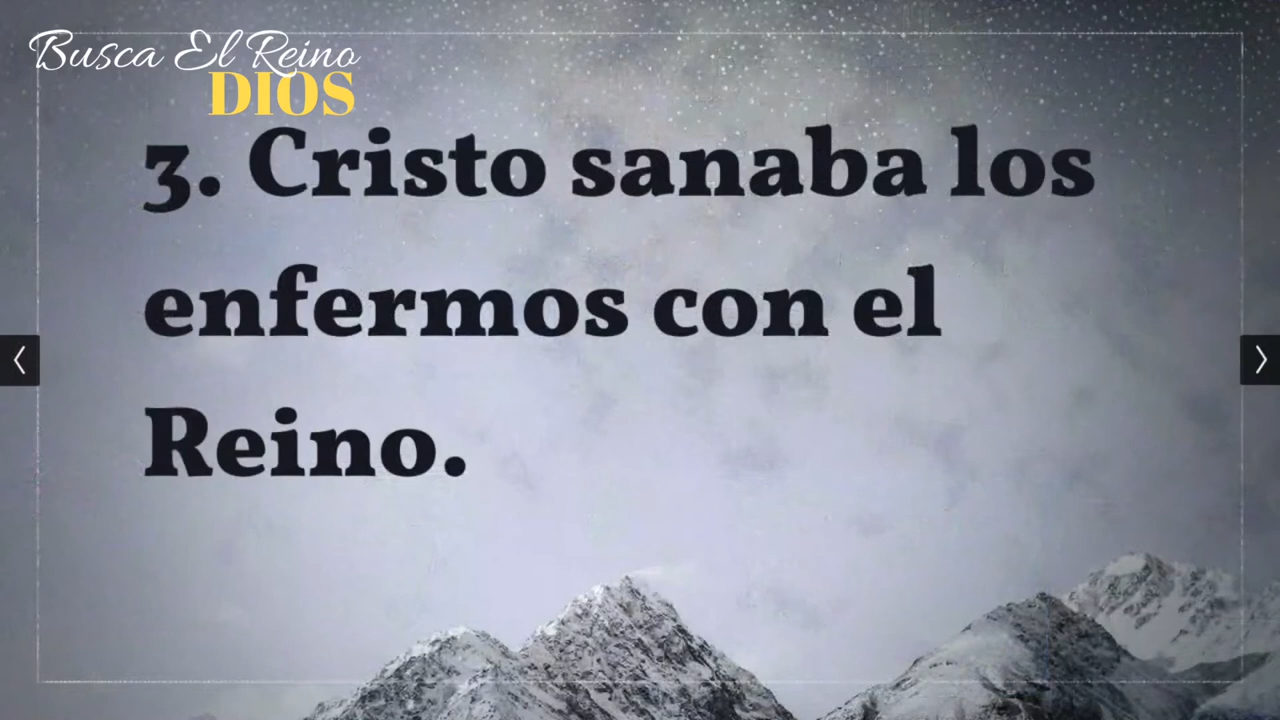 Busca El Reino
DIOS
3. Cristo sanaba los
enfermos con el
Reino.